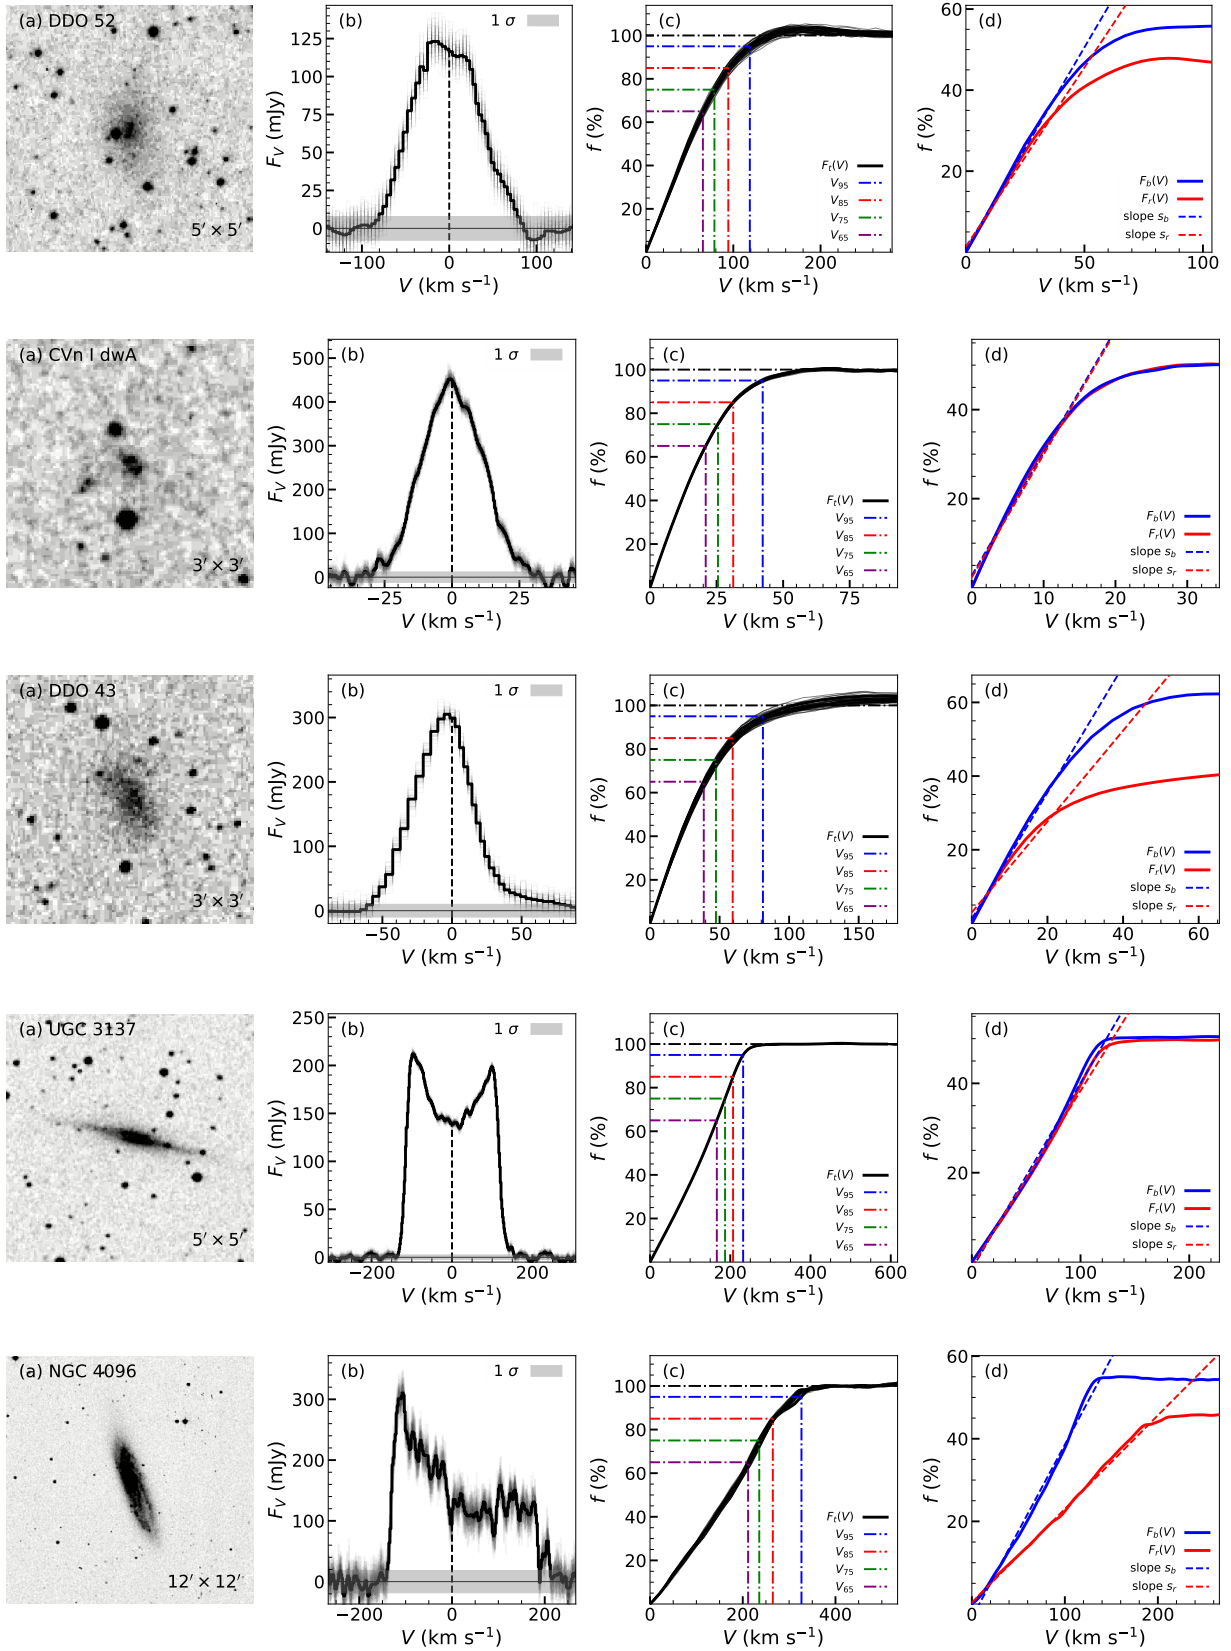 (a) DDO 52
5′ × 5′
(b)
1 σ
125
100
75
50
25
0
25
−100 0 100
F_V (mJy)
V (km s⁻¹)
(c)
100
80
60
40
20
0 100 200
f (%)
V (km s⁻¹)
F_t(V)
V_95
V_85
V_75
V_65
(d)
60
40
20
0 50 100
f (%)
V (km s⁻¹)
F_b(V)
F_r(V)
slope s_b
slope s_r
(a) CVn I dwA
3′ × 3′
(b)
1 σ
500
400
300
200
100
0
−25 0 25
F_V (mJy)
V (km s⁻¹)
(c)
100
80
60
40
20
0 25 50 75
f (%)
V (km s⁻¹)
F_t(V)
V_95
V_85
V_75
V_65
(d)
40
20
0 10 20 30
f (%)
V (km s⁻¹)
F_b(V)
F_r(V)
slope s_b
slope s_r
(a) DDO 43
3′ × 3′
(b)
1 σ
300
200
100
0
−50 0 50
F_V (mJy)
V (km s⁻¹)
(c)
100
80
60
40
20
0 50 100 150
f (%)
V (km s⁻¹)
F_t(V)
V_95
V_85
V_75
V_65
(d)
60
40
20
0 20 40 60
f (%)
V (km s⁻¹)
F_b(V)
F_r(V)
slope s_b
slope s_r
(a) UGC 3137
5′ × 5′
(b)
1 σ
250
200
150
100
50
0
−200 0 200
F_V (mJy)
V (km s⁻¹)
(c)
100
80
60
40
20
0 200 400 600
f (%)
V (km s⁻¹)
F_t(V)
V_95
V_85
V_75
V_65
(d)
40
20
0 100 200
f (%)
V (km s⁻¹)
F_b(V)
F_r(V)
slope s_b
slope s_r
(a) NGC 4096
12′ × 12′
(b)
1 σ
300
200
100
0
−200 0 200
F_V (mJy)
V (km s⁻¹)
(c)
100
80
60
40
20
0 200 400
f (%)
V (km s⁻¹)
F_t(V)
V_95
V_85
V_75
V_65
(d)
60
40
20
0 100 200
f (%)
V (km s⁻¹)
F_b(V)
F_r(V)
slope s_b
slope s_r